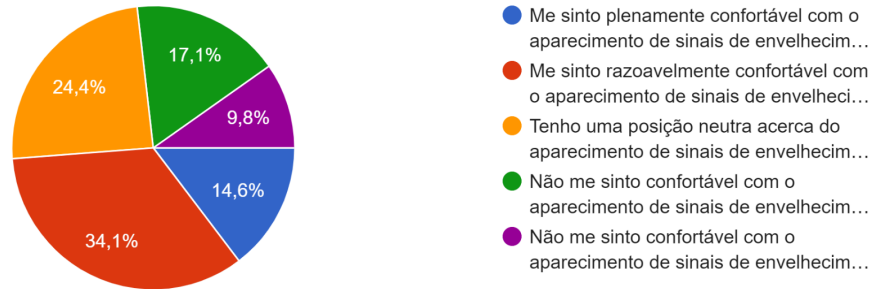 17,1%
24,4%
9,8%
14,6%
34,1%
Me sinto plenamente confortável com o
aparecimento de sinais de envelhecim…
Me sinto razoavelmente confortável com
o aparecimento de sinais de envelheci…
Tenho uma posição neutra acerca do
aparecimento de sinais de envelhecim…
Não me sinto confortável com o
aparecimento de sinais de envelhecim…
Não me sinto confortável com o
aparecimento de sinais de envelhecim…